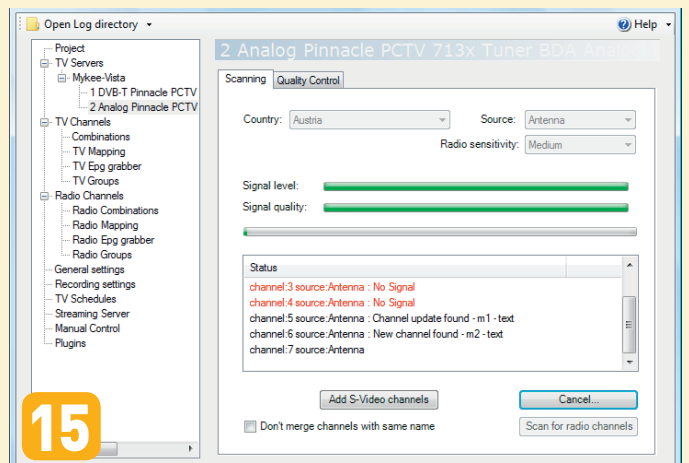 Open Log directory
Help
Project
TV Servers
Mykee-Vista
1 DVB-T Pinnacle PCTV
2 Analog Pinnacle PCTV
TV Channels
Combinations
TV Mapping
TV Epg grabber
TV Groups
Radio Channels
Radio Combinations
Radio Mapping
Radio Epg grabber
Radio Groups
General settings
Recording settings
TV Schedules
Streaming Server
Manual Control
Plugins
2 Analog Pinnacle PCTV 713x Tuner BDA Analo
Scanning Quality Control
Country: Austria Source: Antenna
Radio sensitivity: Medium
Signal level:
Signal quality:
Status
channel:3 source:Antenna : No Signal
channel:4 source:Antenna : No Signal
channel:5 source:Antenna : Channel update found - m1 - text
channel:6 source:Antenna : New channel found - m2 - text
channel:7 source:Antenna
Add S-Video channels Cancel...
Don't merge channels with same name Scan for radio channels
15